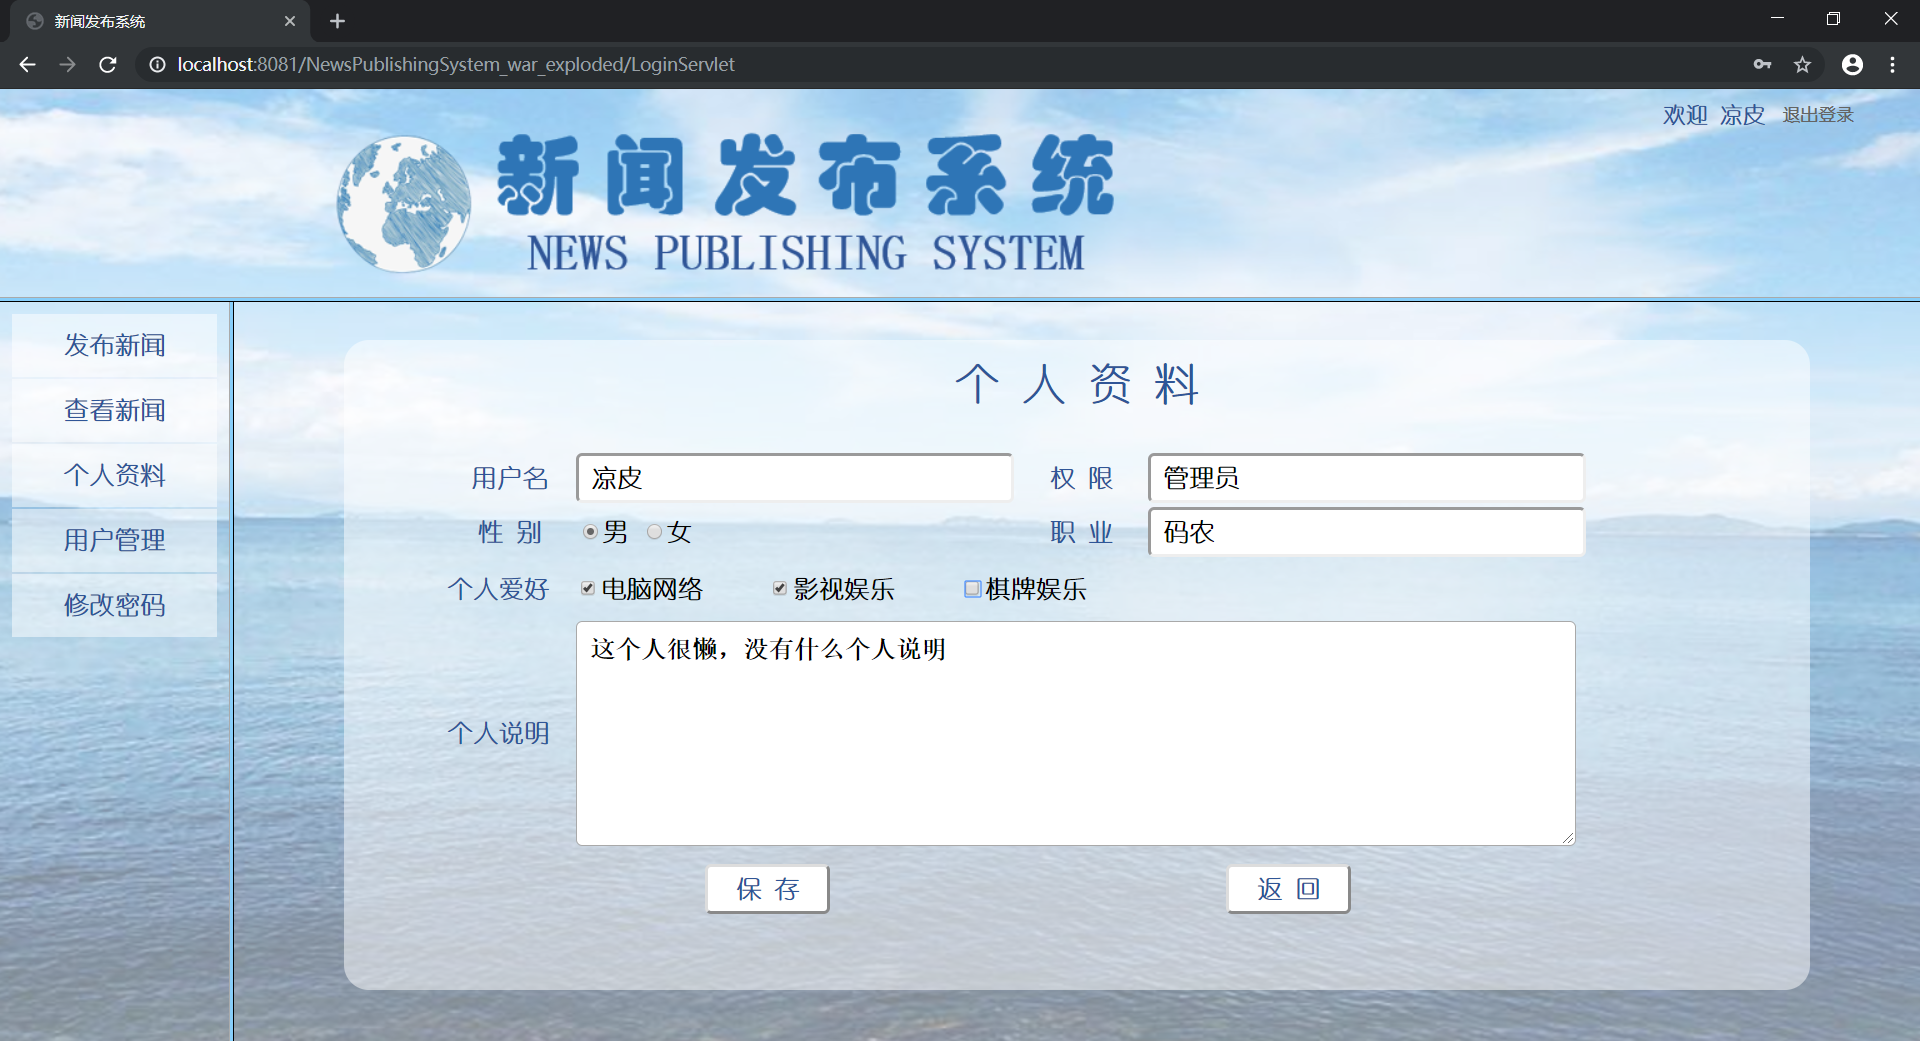 新闻发布系统
localhost:8081/NewsPublishingSystem_war_exploded/LoginServlet
欢迎 凉皮 退出登录
新闻发布系统
NEWS PUBLISHING SYSTEM
发布新闻
查看新闻
个人资料
用户管理
修改密码
个人资料
用户名 凉皮 权限 管理员
性别 男 女 职业 码农
个人爱好 电脑网络 影视娱乐 棋牌娱乐
个人说明 这个人很懒，没有什么个人说明
保存 返回